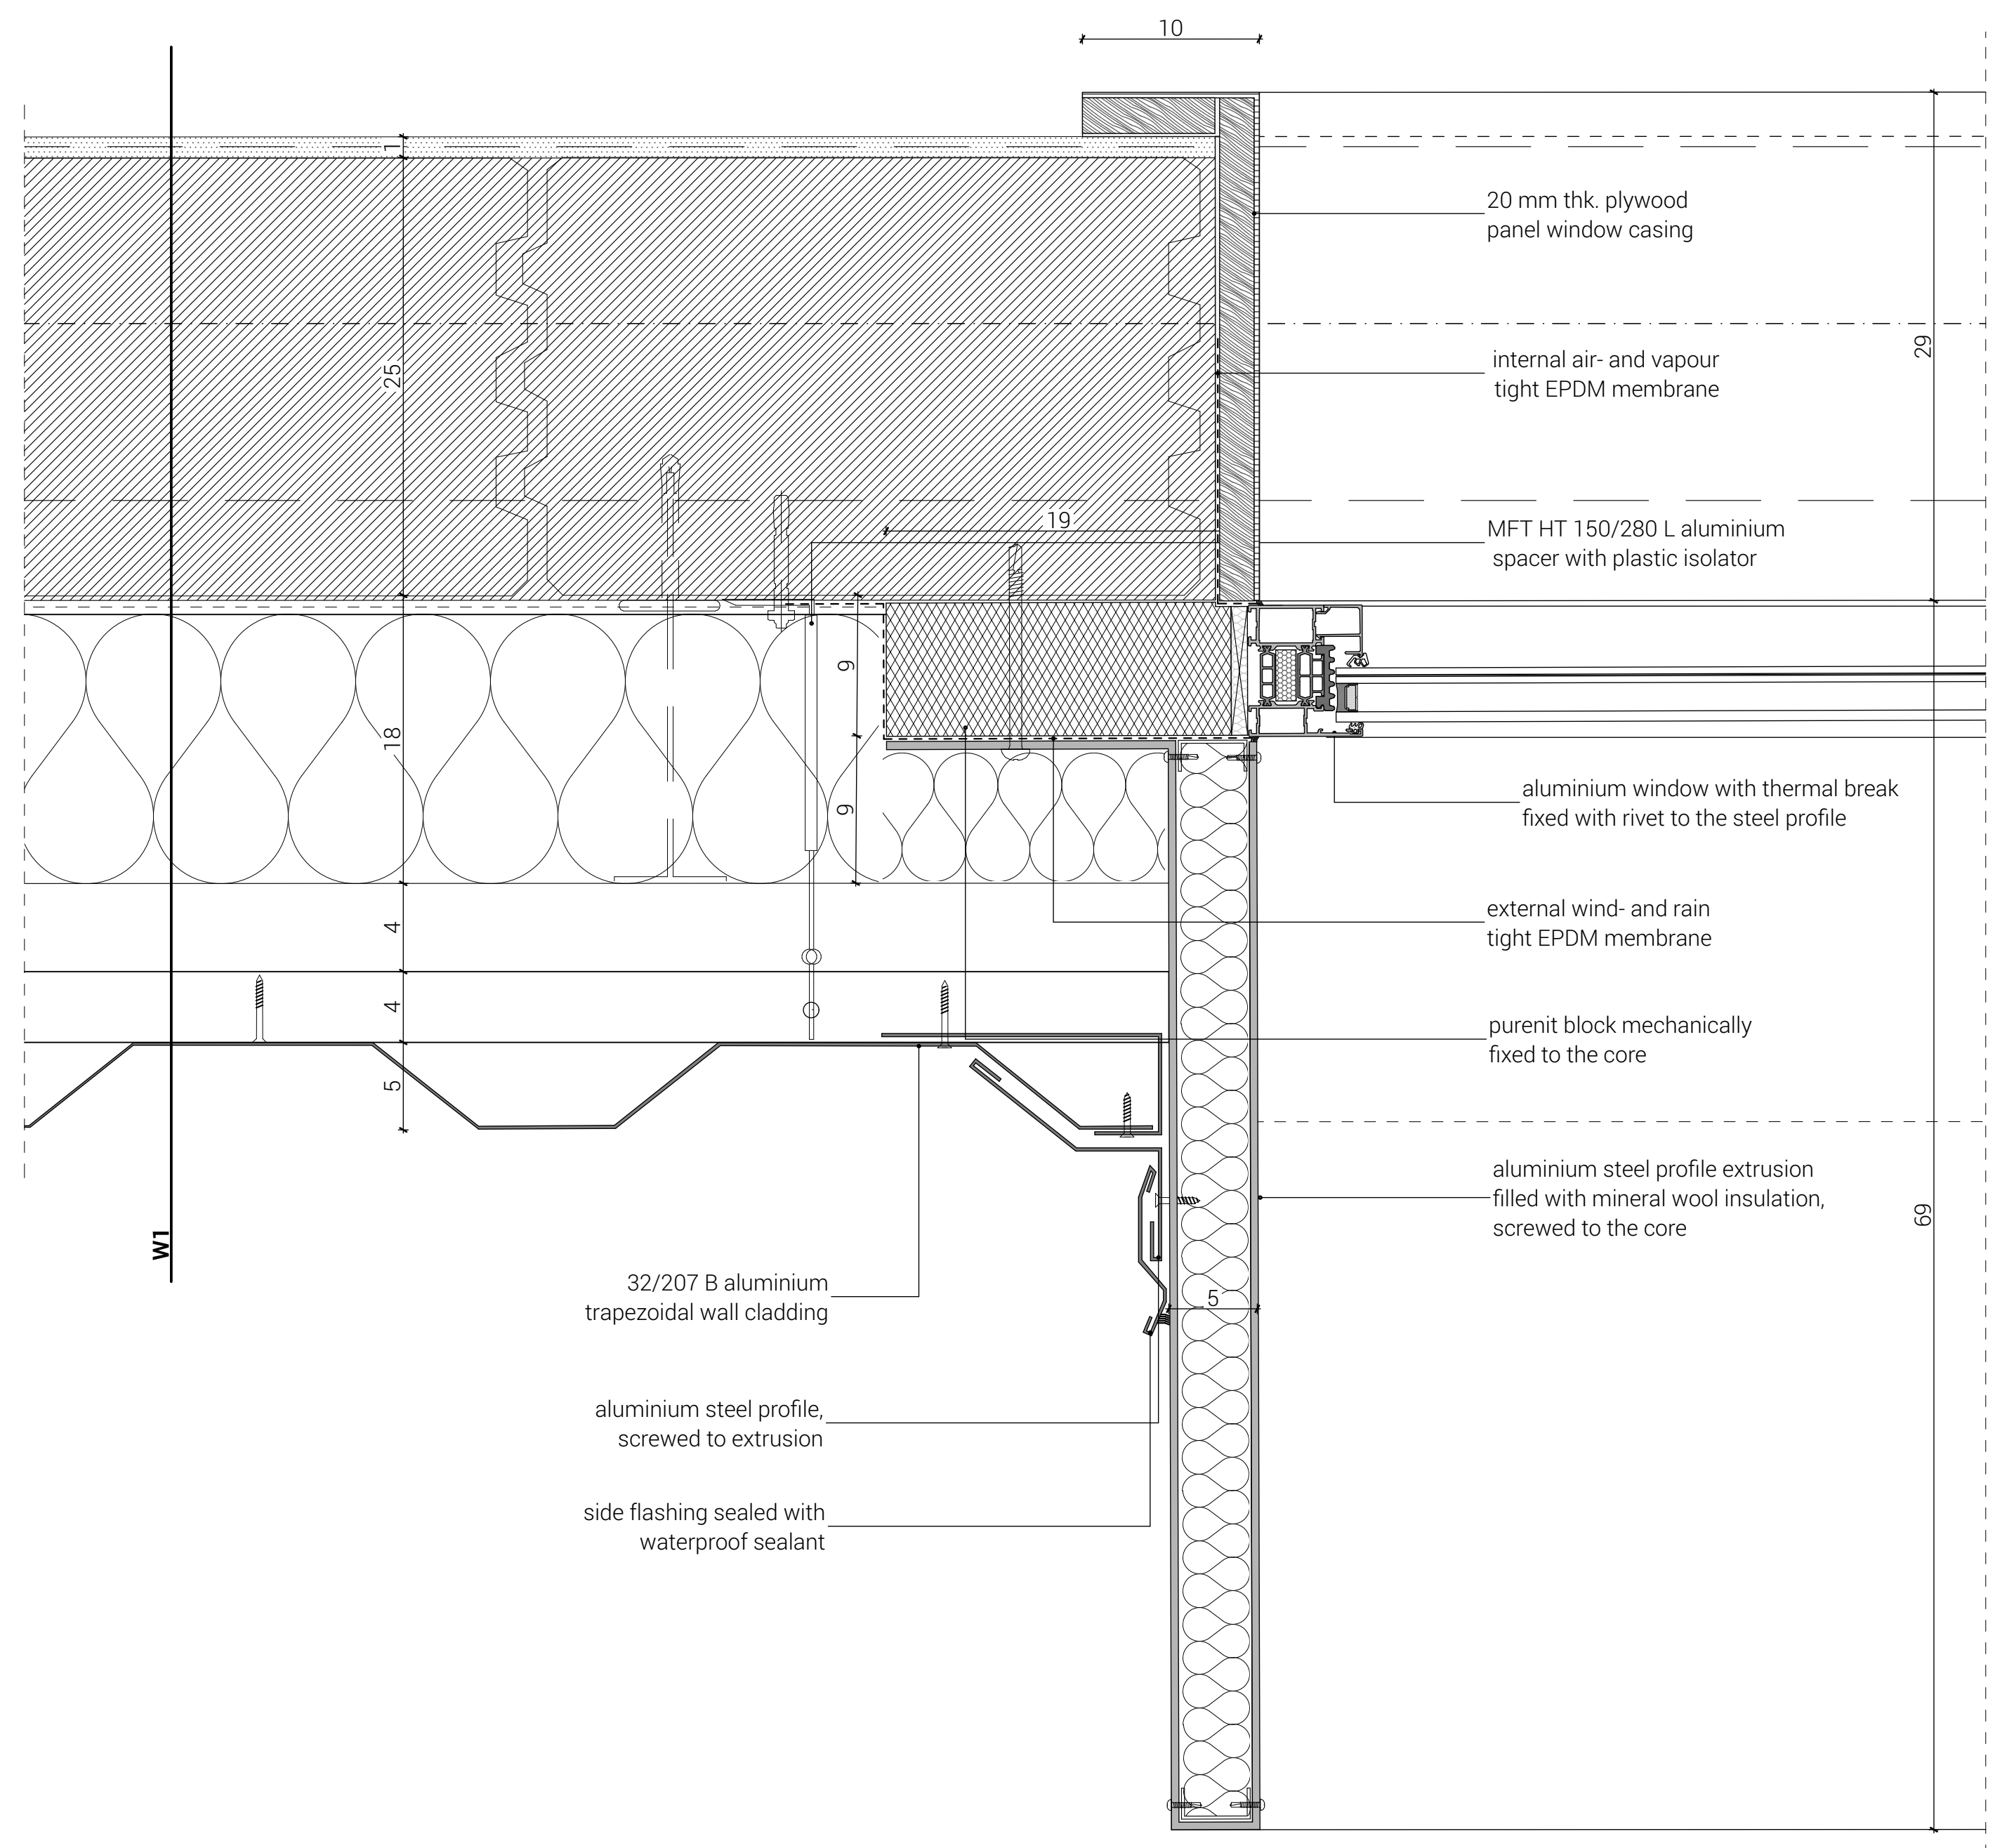 10
1
20 mm thk. plywood
panel window casing
25
29
internal air- and vapour
tight EPDM membrane
19
MFT HT 150/280 L aluminium
spacer with plastic isolator
9
18
9
aluminium window with thermal break
fixed with rivet to the steel profile
4
external wind- and rain
tight EPDM membrane
4
purenit block mechanically
fixed to the core
5
aluminium steel profile extrusion
filled with mineral wool insulation,
screwed to the core
69
W1
32/207 B aluminium
trapezoidal wall cladding
5
aluminium steel profile,
screwed to extrusion
side flashing sealed with
waterproof sealant